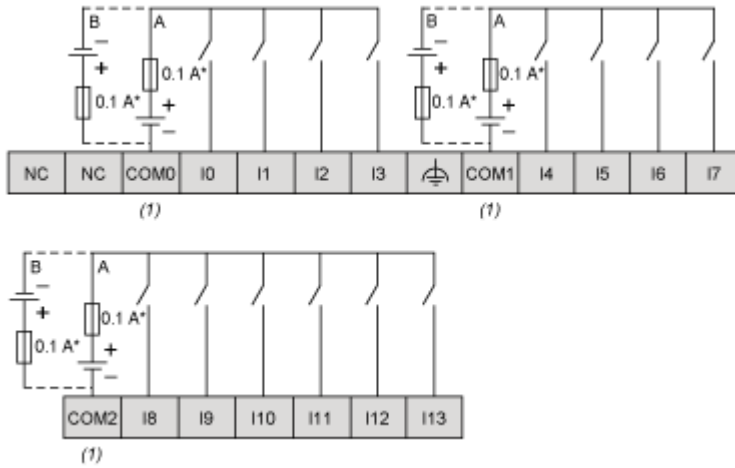 B A B A
− −
0.1 A* 0.1 A*
+ +
0.1 A* + 0.1 A* +
− −
NC NC COM0 I0 I1 I2 I3 COM1 I4 I5 I6 I7
(1) (1)
B A
−
+ 0.1 A*
0.1 A* +
−
COM2 I8 I9 I10 I11 I12 I13
(1)